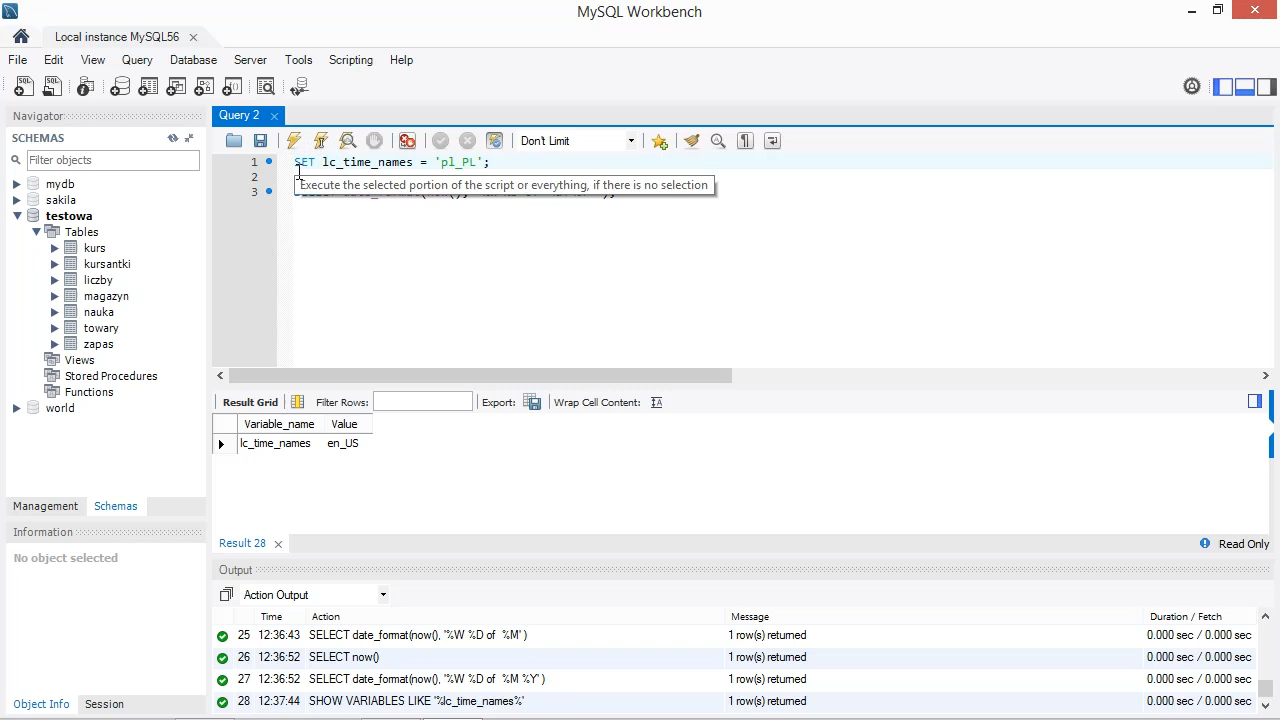 MySQL Workbench
Local instance MySQL56
File Edit View Query Database Server Tools Scripting Help
Navigator
SCHEMAS
Filter objects
mydb
sakila
testowa
Tables
kurs
kursantki
liczby
magazyn
nauka
towary
zapas
Views
Stored Procedures
Functions
world
Management Schemas
Information
No object selected
Object Info Session
Query 2
Don't Limit
1 SET lc_time_names = 'pl_PL';
2
Execute the selected portion of the script or everything, if there is no selection
3
Result Grid Filter Rows: Export: Wrap Cell Content:
Variable_name Value
lc_time_names en_US
Result 28 Read Only
Output
Action Output
Time Action Message Duration / Fetch
25 12:36:43 SELECT date_format(now(), '%W %D of %M' ) 1 row(s) returned 0.000 sec / 0.000 sec
26 12:36:52 SELECT now() 1 row(s) returned 0.000 sec / 0.000 sec
27 12:36:52 SELECT date_format(now(), '%W %D of %M %Y' ) 1 row(s) returned 0.000 sec / 0.000 sec
28 12:37:44 SHOW VARIABLES LIKE '%lc_time_names%' 1 row(s) returned 0.000 sec / 0.000 sec